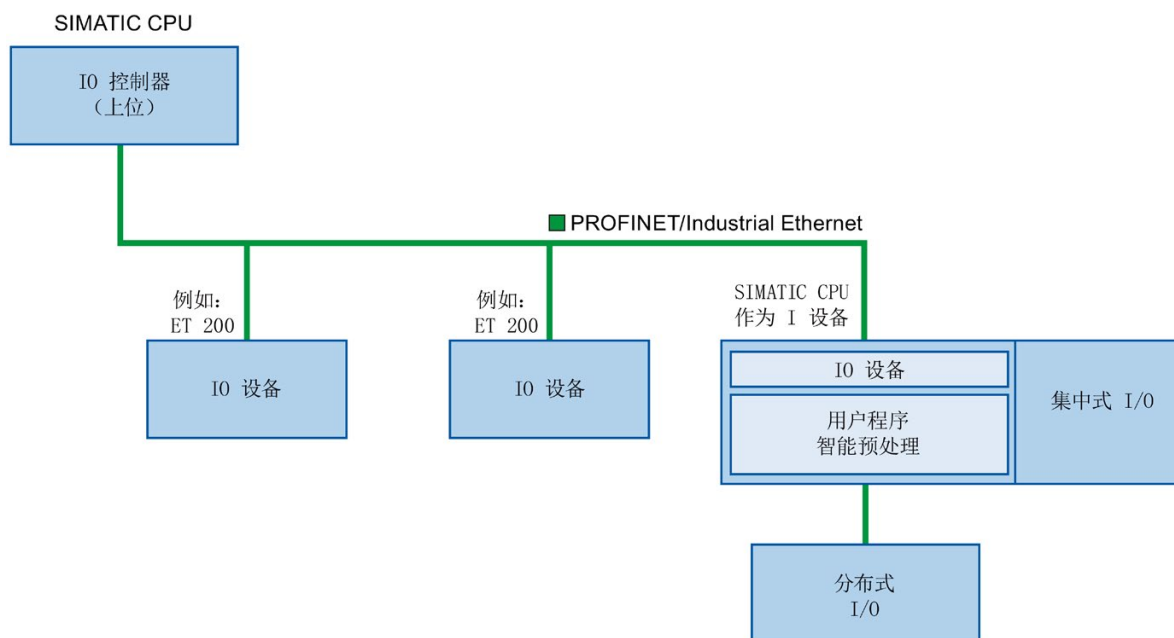 SIMATIC CPU
IO 控制器
（上位）
PROFINET/Industrial Ethernet
例如：
ET 200
例如：
ET 200
SIMATIC CPU
作为 I 设备
IO 设备
IO 设备
IO 设备
用户程序
智能预处理
集中式 I/O
分布式
I/O